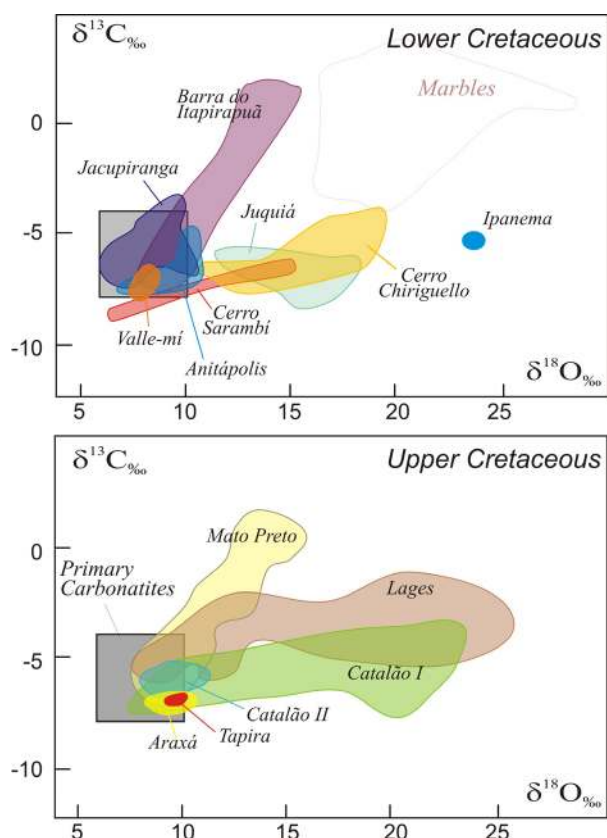 δ13C‰
Lower Cretaceous
Barra do
Itapirapuã
Marbles
0
Jacupiranga
Juquiá
Ipanema
-5
Cerro
Chiriguello
Cerro
Sarambí
Valle-mí
Anitápolis
-10
δ18O‰
5 10 15 20 25
δ13C‰
Upper Cretaceous
Mato Preto
0
Primary
Carbonatites
Lages
-5
Catalão I
Catalão II
Tapira
Araxá
-10
δ18O‰
5 10 15 20 25